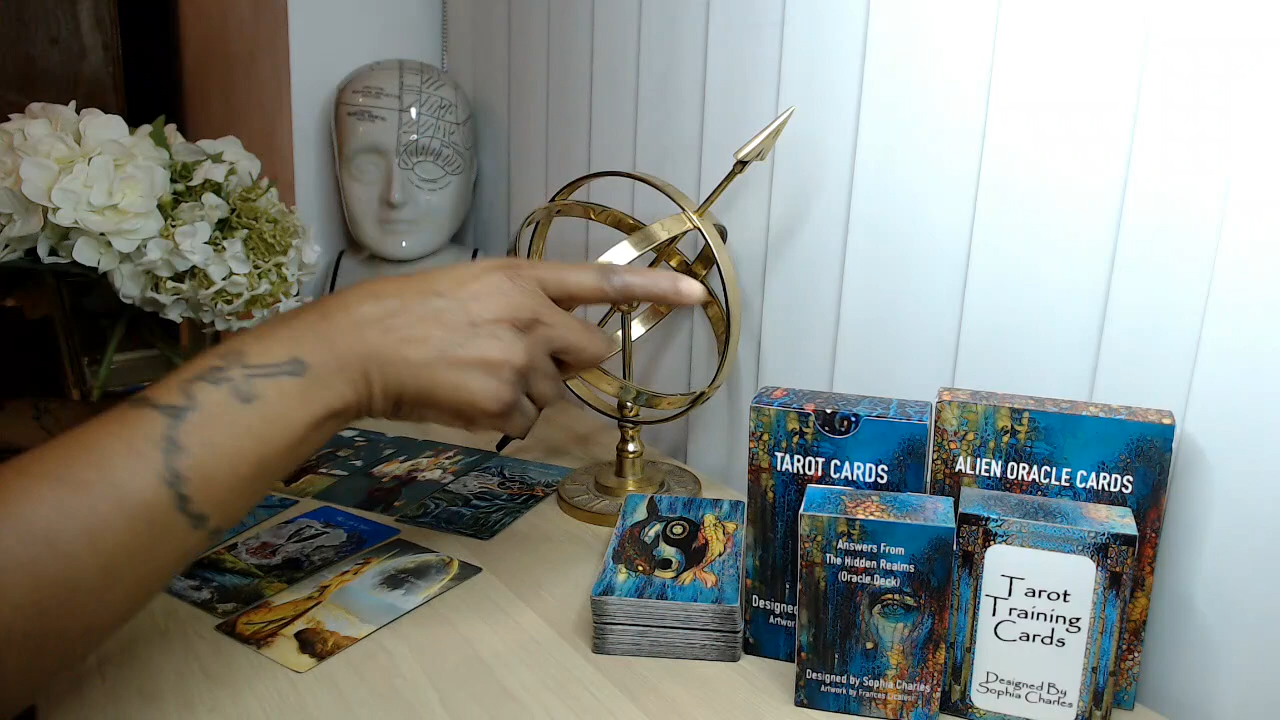 TAROT CARDS
Designed
Artwor
ALIEN ORACLE CARDS
Answers From
The Hidden Realms
(Oracle Deck)
Designed by Sophia Charles
Artwork by Frances
Tarot
Training
Cards
Designed By
Sophia Charles